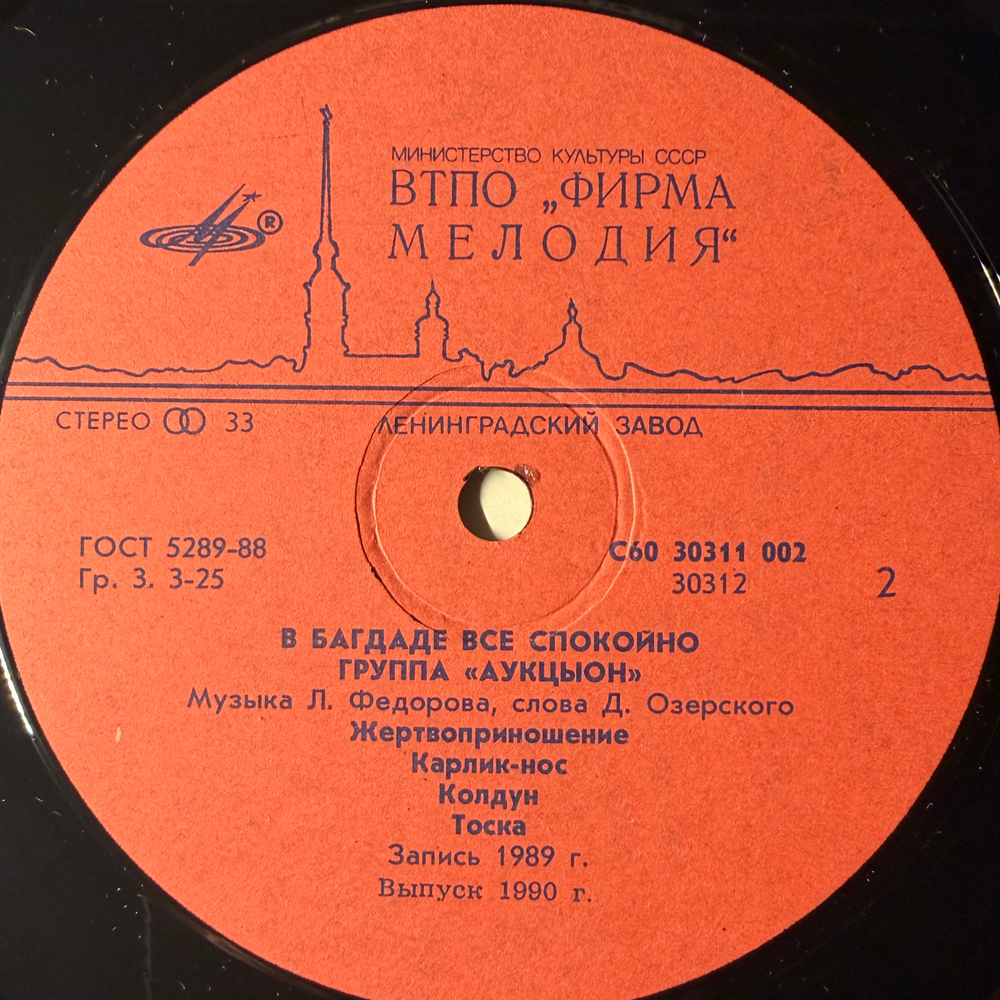 МИНИСТЕРСТВО КУЛЬТУРЫ СССР
ВТПО „ФИРМА
МЕЛОДИЯ“
®
СТЕРЕО 33
ЛЕНИНГРАДСКИЙ ЗАВОД
ГОСТ 5289-88
Гр. 3. 3-25
С60 30311 002
30312
2
В БАГДАДЕ ВСЕ СПОКОЙНО
ГРУППА «АУКЦЫОН»
Музыка Л. Федорова, слова Д. Озерского
Жертвоприношение
Карлик-нос
Колдун
Тоска
Запись 1989 г.
Выпуск 1990 г.